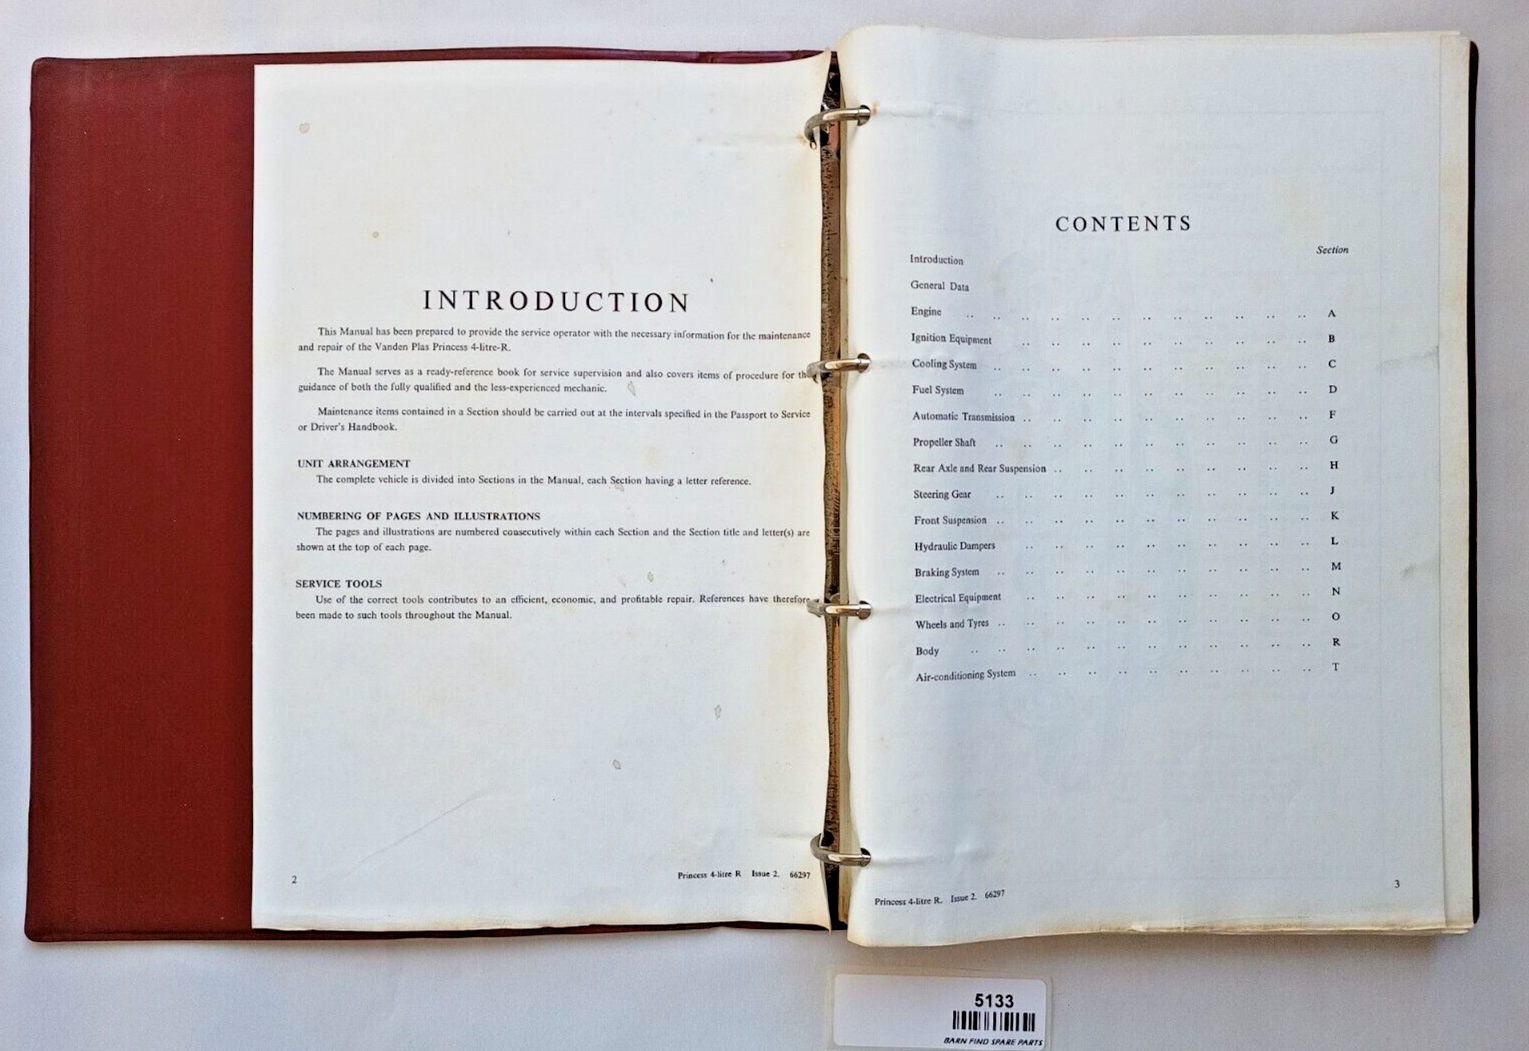 INTRODUCTION
This Manual has been prepared to provide the service operator with the necessary information for the maintenance
and repair of the Vanden Plas Princess 4-litre-R.
The Manual serves as a ready-reference book for service supervision and also covers items of procedure for the
guidance of both the fully qualified and the less-experienced mechanic.
Maintenance items contained in a Section should be carried out at the intervals specified in the Passport to Service
or Driver's Handbook.
UNIT ARRANGEMENT
The complete vehicle is divided into Sections in the Manual, each Section having a letter reference.
NUMBERING OF PAGES AND ILLUSTRATIONS
The pages and illustrations are numbered consecutively within each Section and the Section title and letter(s) are
shown at the top of each page.
SERVICE TOOLS
Use of the correct tools contributes to an efficient, economic, and profitable repair. References have therefore
been made to such tools throughout the Manual.
2
Princess 4-litre R Issue 2. 66297
CONTENTS
Section
Introduction
General Data
Engine .. .. .. .. .. .. .. .. .. .. .. .. A
Ignition Equipment .. .. .. .. .. .. .. .. .. .. B
Cooling System .. .. .. .. .. .. .. .. .. .. .. C
Fuel System .. .. .. .. .. .. .. .. .. .. .. D
Automatic Transmission .. .. .. .. .. .. .. .. .. .. F
Propeller Shaft .. .. .. .. .. .. .. .. .. .. .. G
Rear Axle and Rear Suspension .. .. .. .. .. .. .. .. .. H
Steering Gear .. .. .. .. .. .. .. .. .. .. .. J
Front Suspension .. .. .. .. .. .. .. .. .. .. .. K
Hydraulic Dampers .. .. .. .. .. .. .. .. .. .. L
Braking System .. .. .. .. .. .. .. .. .. .. .. M
Electrical Equipment .. .. .. .. .. .. .. .. .. .. N
Wheels and Tyres .. .. .. .. .. .. .. .. .. .. .. O
Body .. .. .. .. .. .. .. .. .. .. .. .. R
Air-conditioning System .. .. .. .. .. .. .. .. .. .. T
Princess 4-litre R. Issue 2. 66297
3
5133
BARN FIND SPARE PARTS